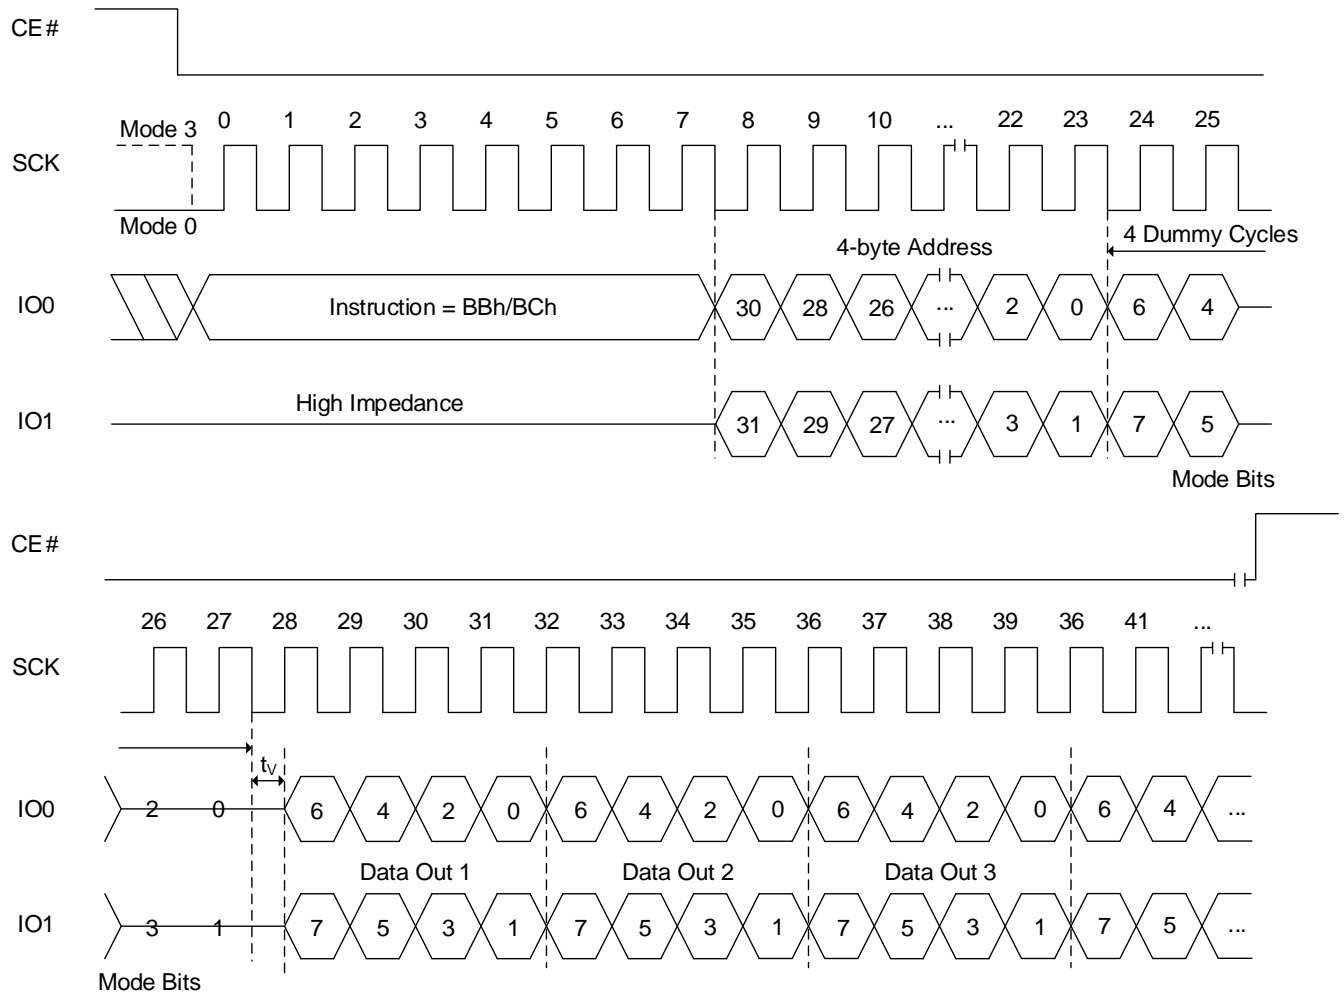 CE#
Mode 3 0 1 2 3 4 5 6 7 8 9 10 ... 22 23 24 25
SCK
Mode 0
4-byte Address 4 Dummy Cycles
IO0 Instruction = BBh/BCh 30 28 26 ... 2 0 6 4
High Impedance
IO1 31 29 27 ... 3 1 7 5
Mode Bits
CE#
26 27 28 29 30 31 32 33 34 35 36 37 38 39 36 41 ...
SCK
tV
IO0 2 0 6 4 2 0 6 4 2 0 6 4 2 0 6 4 ...
Data Out 1 Data Out 2 Data Out 3
IO1 3 1 7 5 3 1 7 5 3 1 7 5 3 1 7 5 ...
Mode Bits